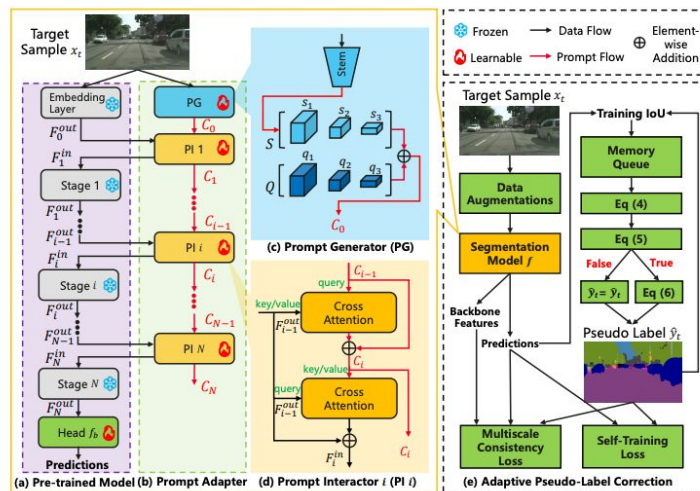 Target
Sample x_t
Frozen
Learnable
Data Flow
Prompt Flow
Element-
wise
Addition
Embedding
Layer
F_0^{out}
F_1^{in}
Stage 1
F_1^{out}
F_{i-1}^{out}
F_i^{in}
Stage i
F_i^{out}
F_{N-1}^{out}
F_N^{in}
Stage N
F_N^{out}
Head f_b
Predictions
(a) Pre-trained Model
PG
C_0
PI 1
C_1
C_{i-1}
PI i
C_i
C_{N-1}
PI N
C_N
(b) Prompt Adapter
Stem
S
s_1
s_2
s_3
Q
q_1
q_2
q_3
C_0
(c) Prompt Generator (PG)
C_{i-1}
query
key/value
F_{i-1}^{out}
Cross
Attention
C_i
key/value
query
F_{i-1}^{out}
Cross
Attention
C_i
F_i^{in}
(d) Prompt Interactor i (PI i)
Target Sample x_t
Data
Augmentations
Segmentation
Model f
Backbone
Features
Predictions
Training IoU
Memory
Queue
Eq (4)
Eq (5)
False
True
ŷ_t= ŷ_t
Eq (6)
Pseudo Label ŷ_t
Multiscale
Consistency
Loss
Self-Training
Loss
(e) Adaptive Pseudo-Label Correction